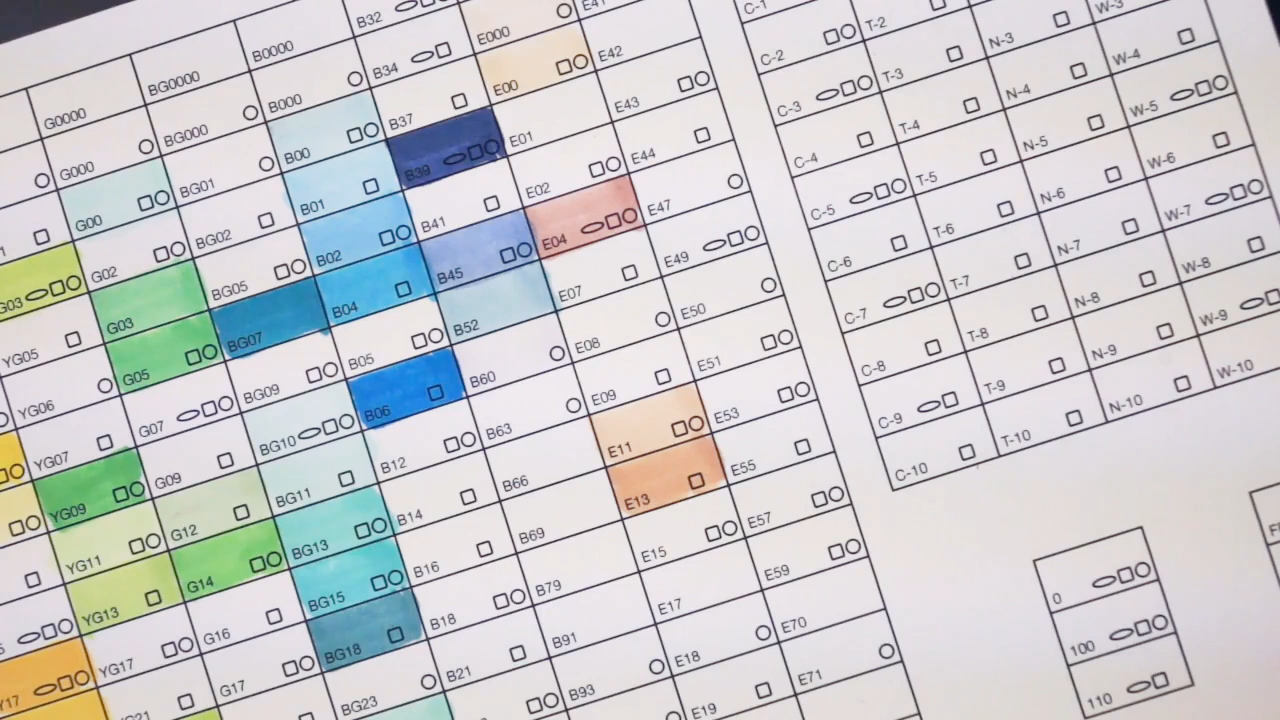 G03
YG05
YG06
YG07
YG09
YG11
YG13
YG17
G0000
G000
G00
G02
G03
G05
G07
G09
G12
G14
G16
G17
BG0000
BG000
BG01
BG02
BG05
BG07
BG09
BG10
BG11
BG13
BG15
BG18
BG23
B0000
B000
B00
B01
B02
B04
B05
B06
B12
B14
B16
B18
B21
B32
B34
B37
B39
B41
B45
B52
B60
B63
B66
B69
B79
B91
B93
E000
E00
E01
E02
E04
E07
E08
E09
E11
E13
E15
E17
E18
E19
E41
E42
E43
E44
E47
E49
E50
E51
E53
E55
E57
E59
E70
E71
C-1
C-2
C-3
C-4
C-5
C-6
C-7
C-8
C-9
C-10
T-2
T-3
T-4
T-5
T-6
T-7
T-8
T-9
T-10
N-3
N-4
N-5
N-6
N-7
N-8
N-9
N-10
W-3
W-4
W-5
W-6
W-7
W-8
W-9
W-10
0
100
110